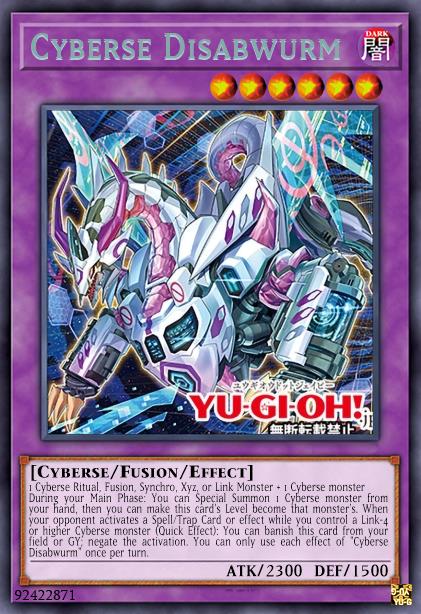 CYBERSE DISABWURM
DARK
闇
ユウギオウドットジェイピー
YU-GI-OH!
無断転載禁止
[CYBERSE/FUSION/EFFECT]
1 Cyberse Ritual, Fusion, Synchro, Xyz, or Link Monster + 1 Cyberse monster
During your Main Phase: You can Special Summon 1 Cyberse monster from
your hand, then you can make this card's Level become that monster's. When
your opponent activates a Spell/Trap Card or effect while you control a Link-4
or higher Cyberse monster (Quick Effect): You can banish this card from your
field or GY; negate the activation. You can only use each effect of "Cyberse
Disabwurm" once per turn.
ATK/2300 DEF/1500
92422871